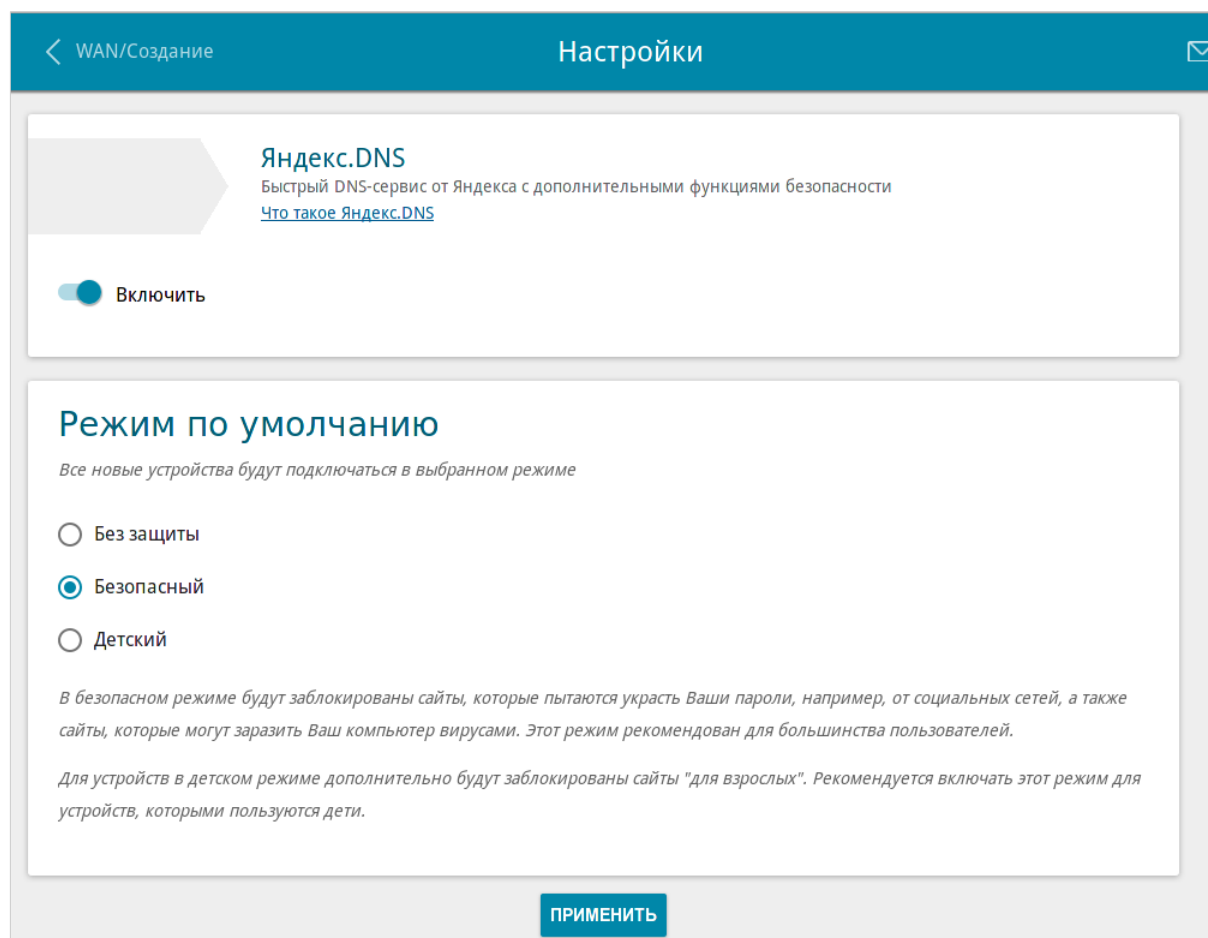 WAN/Создание
Настройки
Яндекс.DNS
Быстрый DNS-сервис от Яндекса с дополнительными функциями безопасности
Что такое Яндекс.DNS
Включить
Режим по умолчанию
Все новые устройства будут подключаться в выбранном режиме
Без защиты
Безопасный
Детский
В безопасном режиме будут заблокированы сайты, которые пытаются украсть Ваши пароли, например, от социальных сетей, а также
сайты, которые могут заразить Ваш компьютер вирусами. Этот режим рекомендован для большинства пользователей.
Для устройств в детском режиме дополнительно будут заблокированы сайты "для взрослых". Рекомендуется включать этот режим для
устройств, которыми пользуются дети.
ПРИМЕНИТЬ